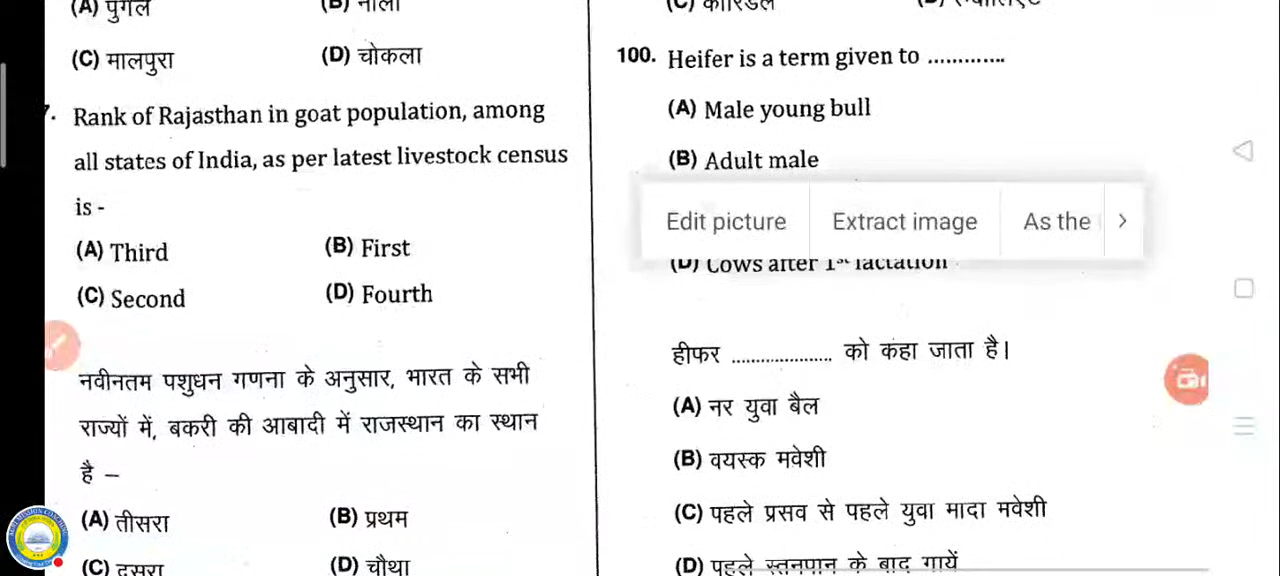 (A) पुगल
(B) नाली
(C) मालपुरा
(D) चोकला
7. Rank of Rajasthan in goat population, among
all states of India, as per latest livestock census
is -
(A) Third
(B) First
(C) Second
(D) Fourth
नवीनतम पशुधन गणना के अनुसार, भारत के सभी
राज्यों में, बकरी की आबादी में राजस्थान का स्थान
है –
(A) तीसरा
(B) प्रथम
(C) दूसरा
(D) चौथा
(C)
100. Heifer is a term given to .............
(A) Male young bull
(B) Adult male
Edit picture
Extract image
As the
(D) Cows after 1st lactation
हीफर ..................... को कहा जाता है।
(A) नर युवा बैल
(B) वयस्क मवेशी
(C) पहले प्रसव से पहले युवा मादा मवेशी
(D) पहले स्तनपान के बाद गायें